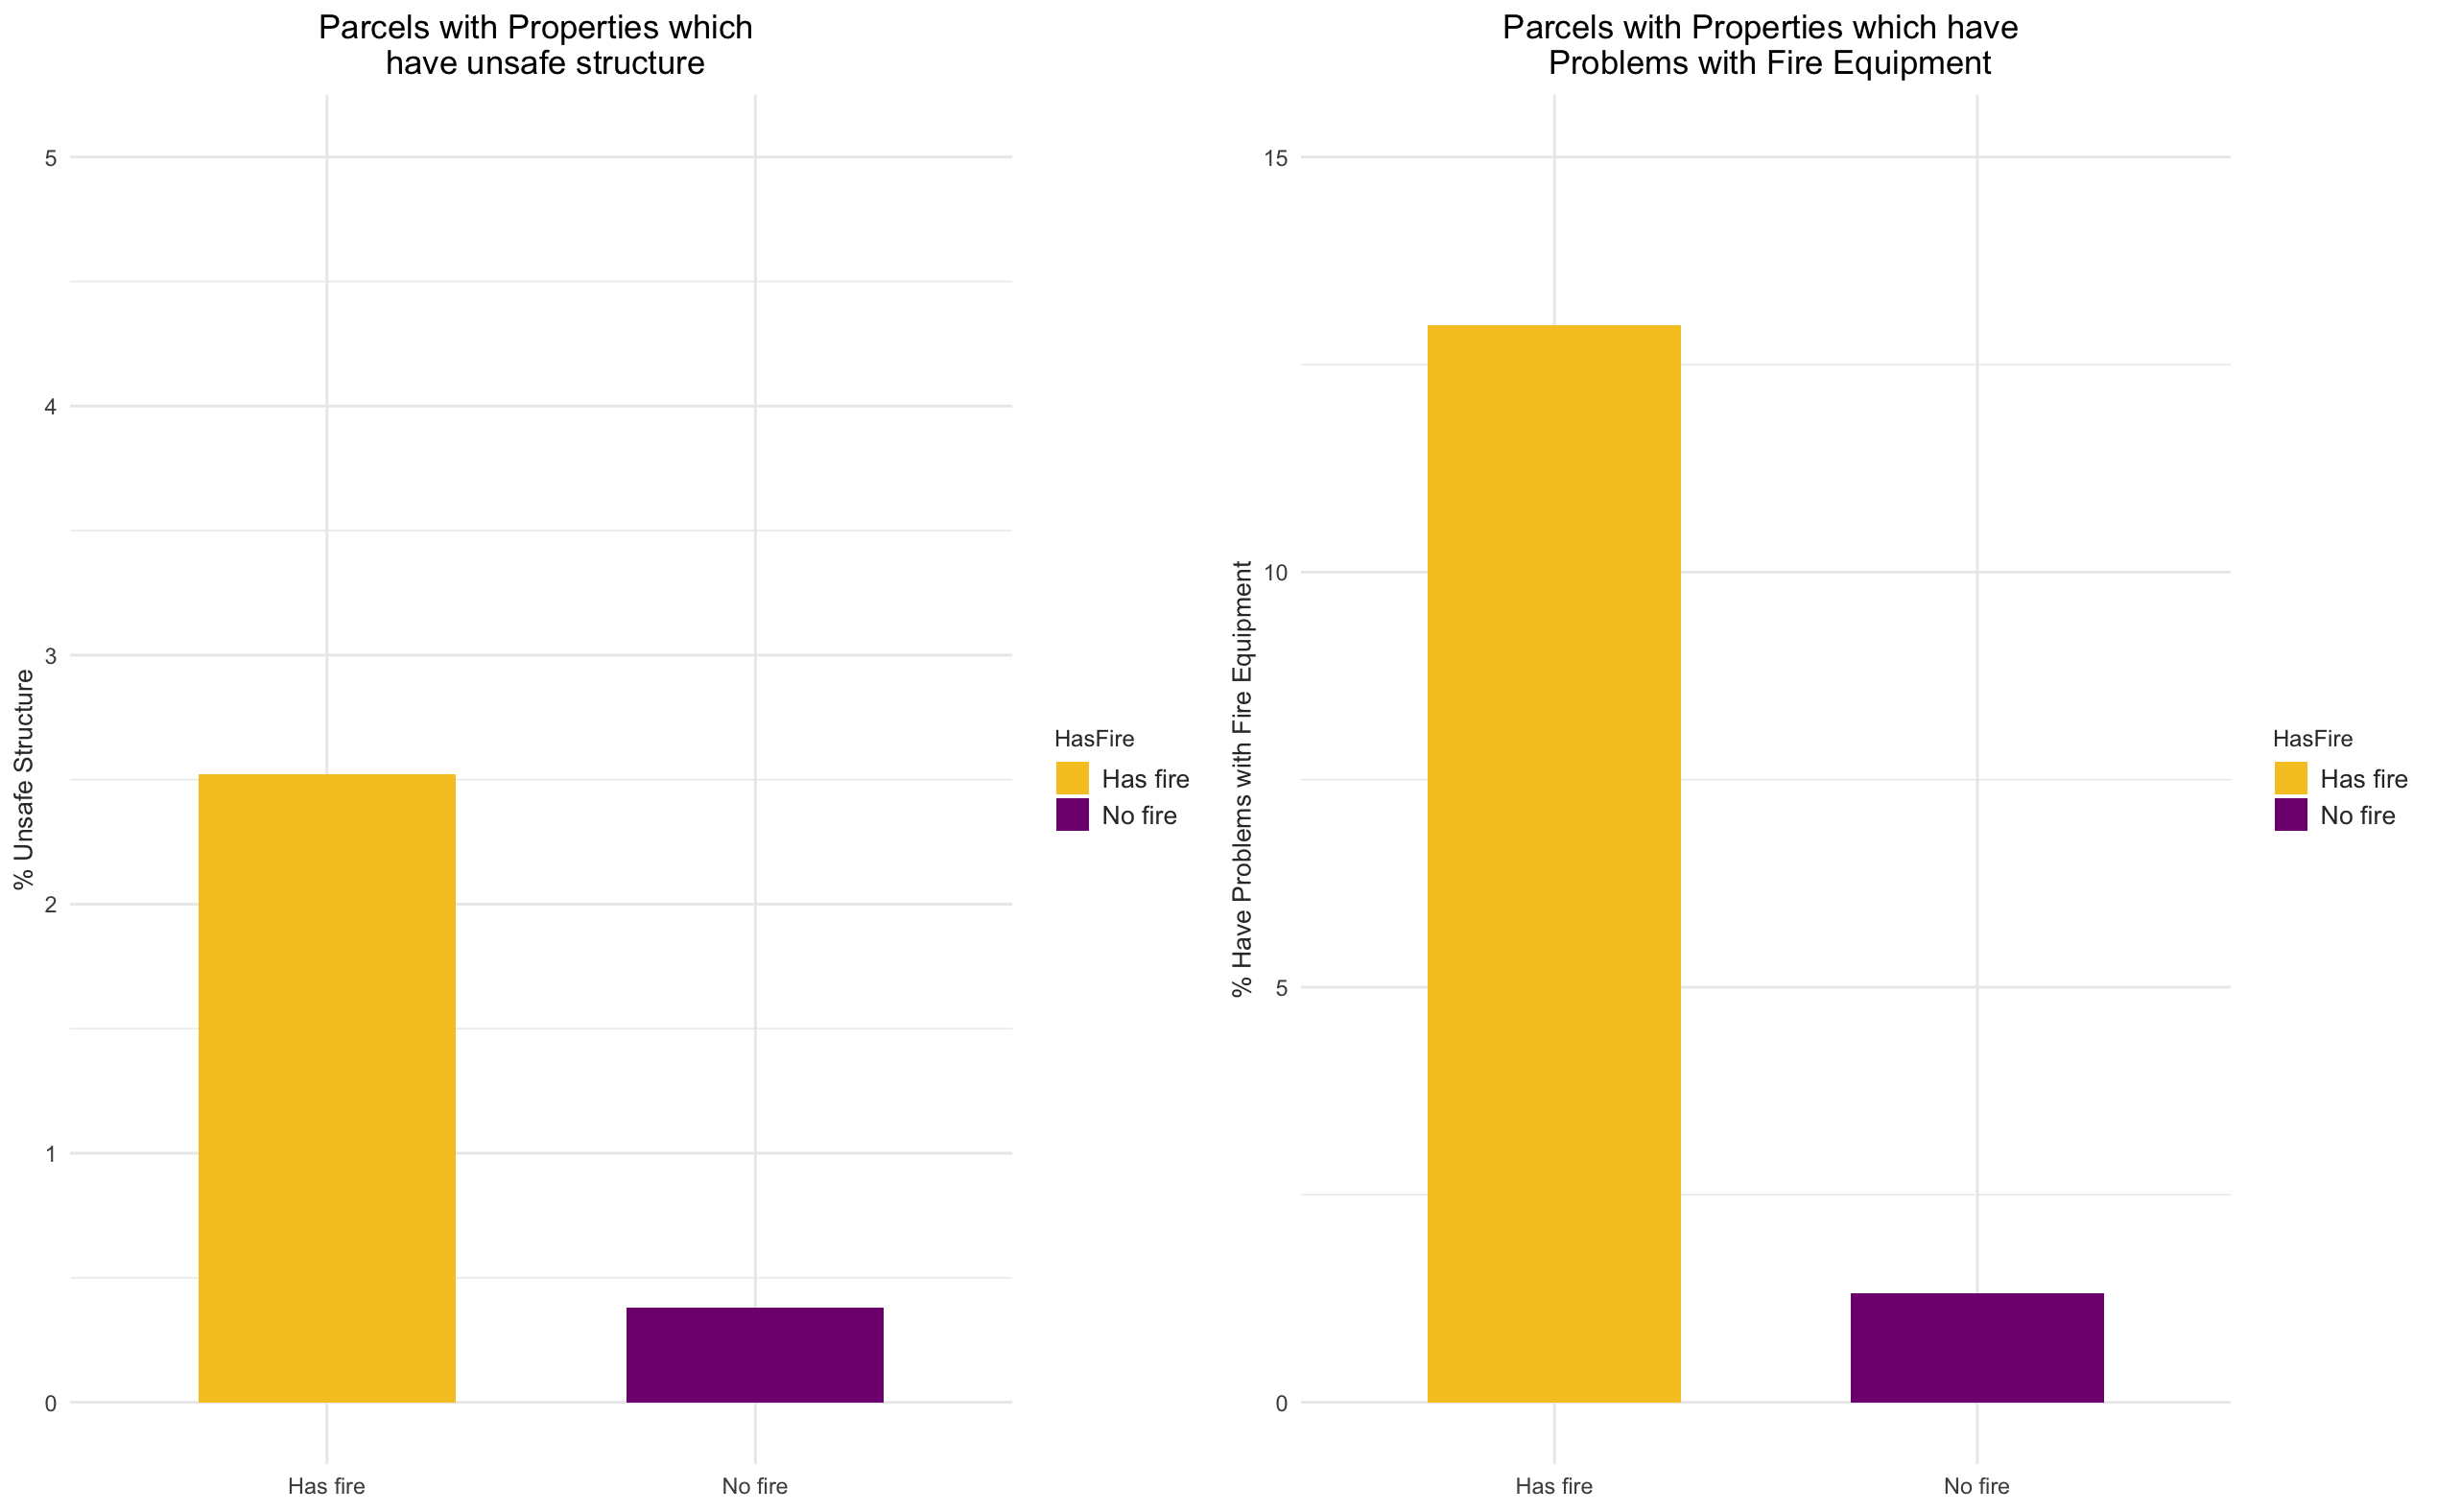 Parcels with Properties which
have unsafe structure
% Unsafe Structure
5
4
3
2
1
0
Has fire
No fire
HasFire
Has fire
No fire
Parcels with Properties which have
Problems with Fire Equipment
% Have Problems with Fire Equipment
15
10
5
0
Has fire
No fire
HasFire
Has fire
No fire